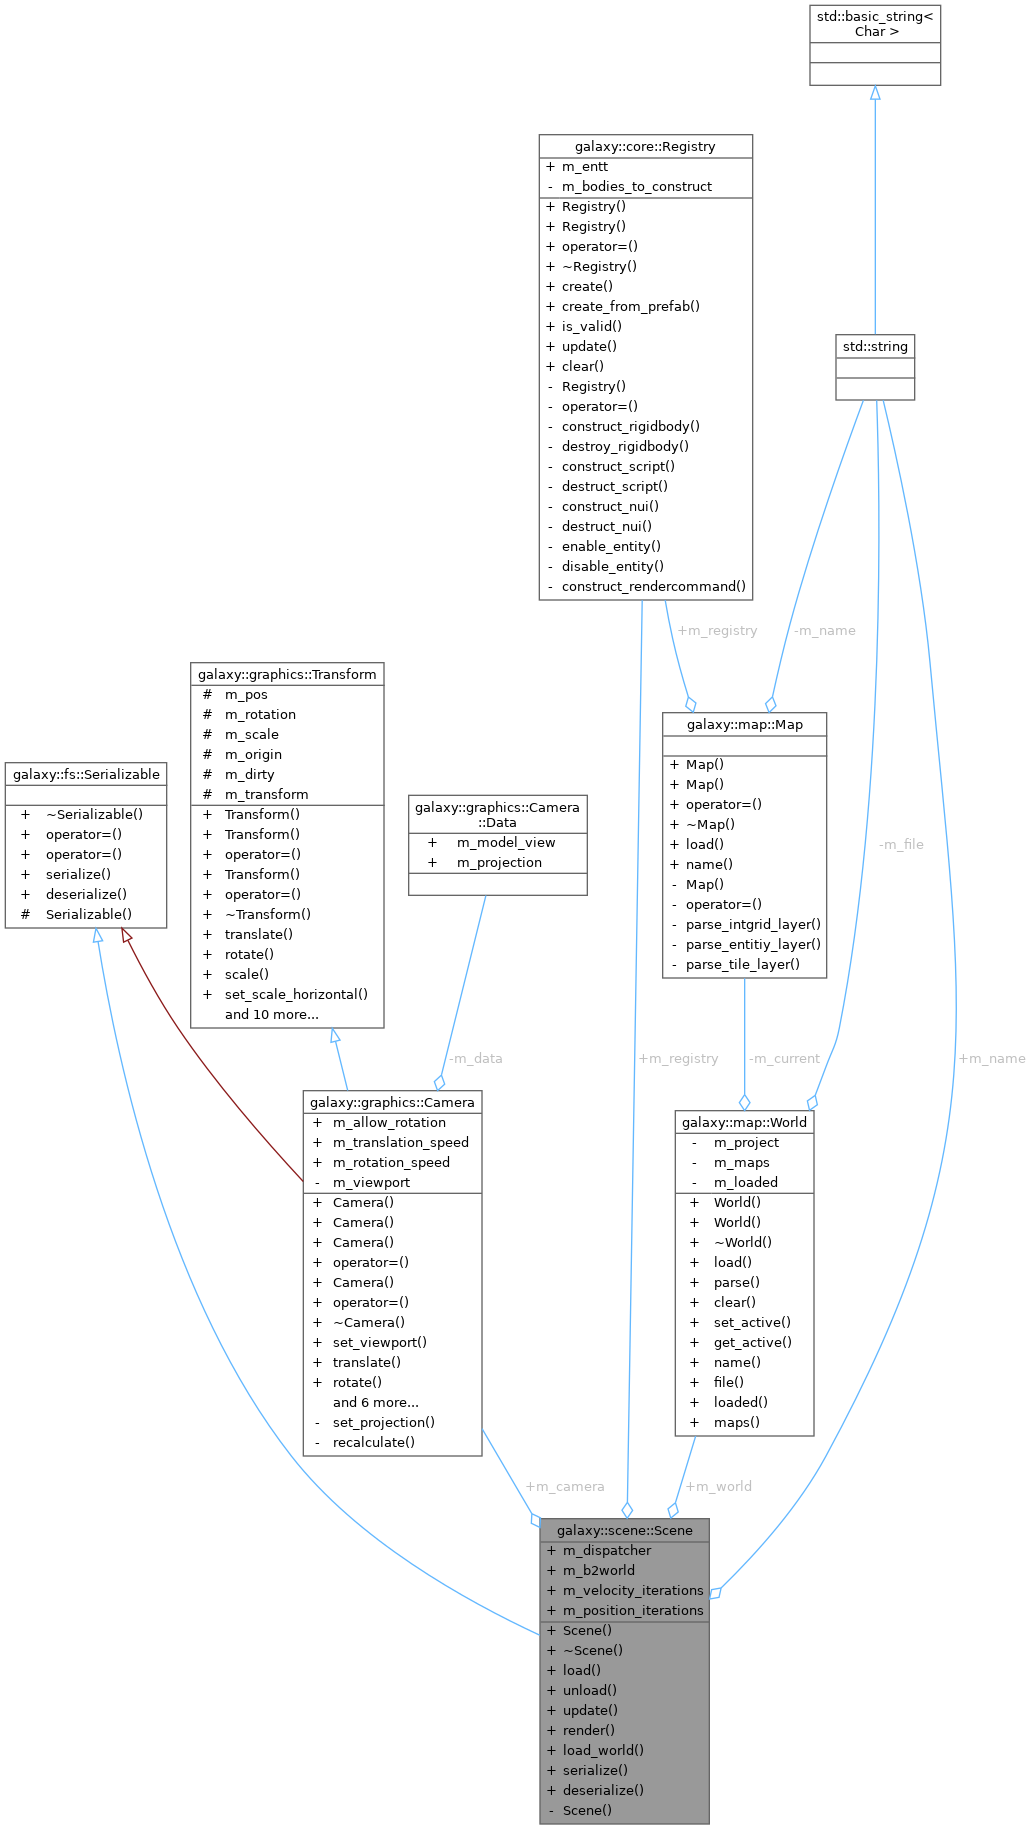 std::basic_string<
Char >
galaxy::core::Registry
+ m_entt
- m_bodies_to_construct
+ Registry()
+ Registry()
+ operator=()
+ ~Registry()
+ create()
+ create_from_prefab()
+ is_valid()
+ update()
+ clear()
- Registry()
- operator=()
- construct_rigidbody()
- destroy_rigidbody()
- construct_script()
- destruct_script()
- construct_nui()
- destruct_nui()
- enable_entity()
- disable_entity()
- construct_rendercommand()
std::string
+m_registry
-m_name
galaxy::graphics::Transform
# m_pos
# m_rotation
# m_scale
# m_origin
# m_dirty
# m_transform
+ Transform()
+ Transform()
+ operator=()
+ Transform()
+ operator=()
+ ~Transform()
+ translate()
+ rotate()
+ scale()
+ set_scale_horizontal()
and 10 more...
galaxy::map::Map
+ Map()
+ Map()
+ operator=()
+ ~Map()
+ load()
+ name()
- Map()
- operator=()
- parse_intgrid_layer()
- parse_entitiy_layer()
- parse_tile_layer()
galaxy::fs::Serializable
+ ~Serializable()
+ operator=()
+ operator=()
+ serialize()
+ deserialize()
# Serializable()
galaxy::graphics::Camera
::Data
+ m_model_view
+ m_projection
-m_file
-m_data
+m_registry
-m_current
+m_name
galaxy::graphics::Camera
+ m_allow_rotation
+ m_translation_speed
+ m_rotation_speed
- m_viewport
+ Camera()
+ Camera()
+ Camera()
+ operator=()
+ Camera()
+ operator=()
+ ~Camera()
+ set_viewport()
+ translate()
+ rotate()
and 6 more...
- set_projection()
- recalculate()
galaxy::map::World
- m_project
- m_maps
- m_loaded
+ World()
+ World()
+ ~World()
+ load()
+ parse()
+ clear()
+ set_active()
+ get_active()
+ name()
+ file()
+ loaded()
+ maps()
+m_camera
+m_world
galaxy::scene::Scene
+ m_dispatcher
+ m_b2world
+ m_velocity_iterations
+ m_position_iterations
+ Scene()
+ ~Scene()
+ load()
+ unload()
+ update()
+ render()
+ load_world()
+ serialize()
+ deserialize()
- Scene()